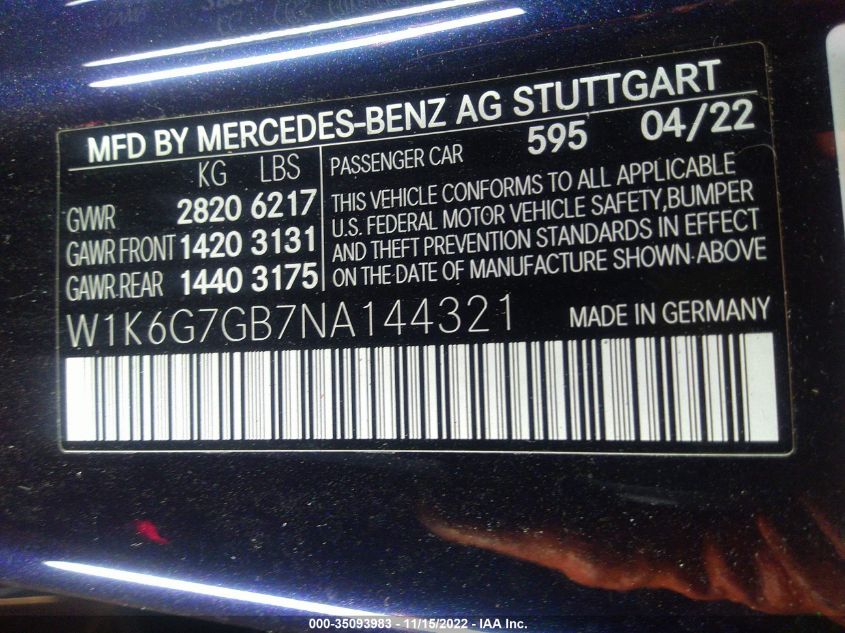 MFD BY MERCEDES-BENZ AG STUTTGART
KG LBS
GVWR 2820 6217
GAWR FRONT 1420 3131
GAWR REAR 1440 3175
PASSENGER CAR 595 04/22
THIS VEHICLE CONFORMS TO ALL APPLICABLE
U.S. FEDERAL MOTOR VEHICLE SAFETY,BUMPER
AND THEFT PREVENTION STANDARDS IN EFFECT
ON THE DATE OF MANUFACTURE SHOWN ABOVE
W1K6G7GB7NA144321 MADE IN GERMANY
000-35093983 - 11/15/2022 - IAA Inc.